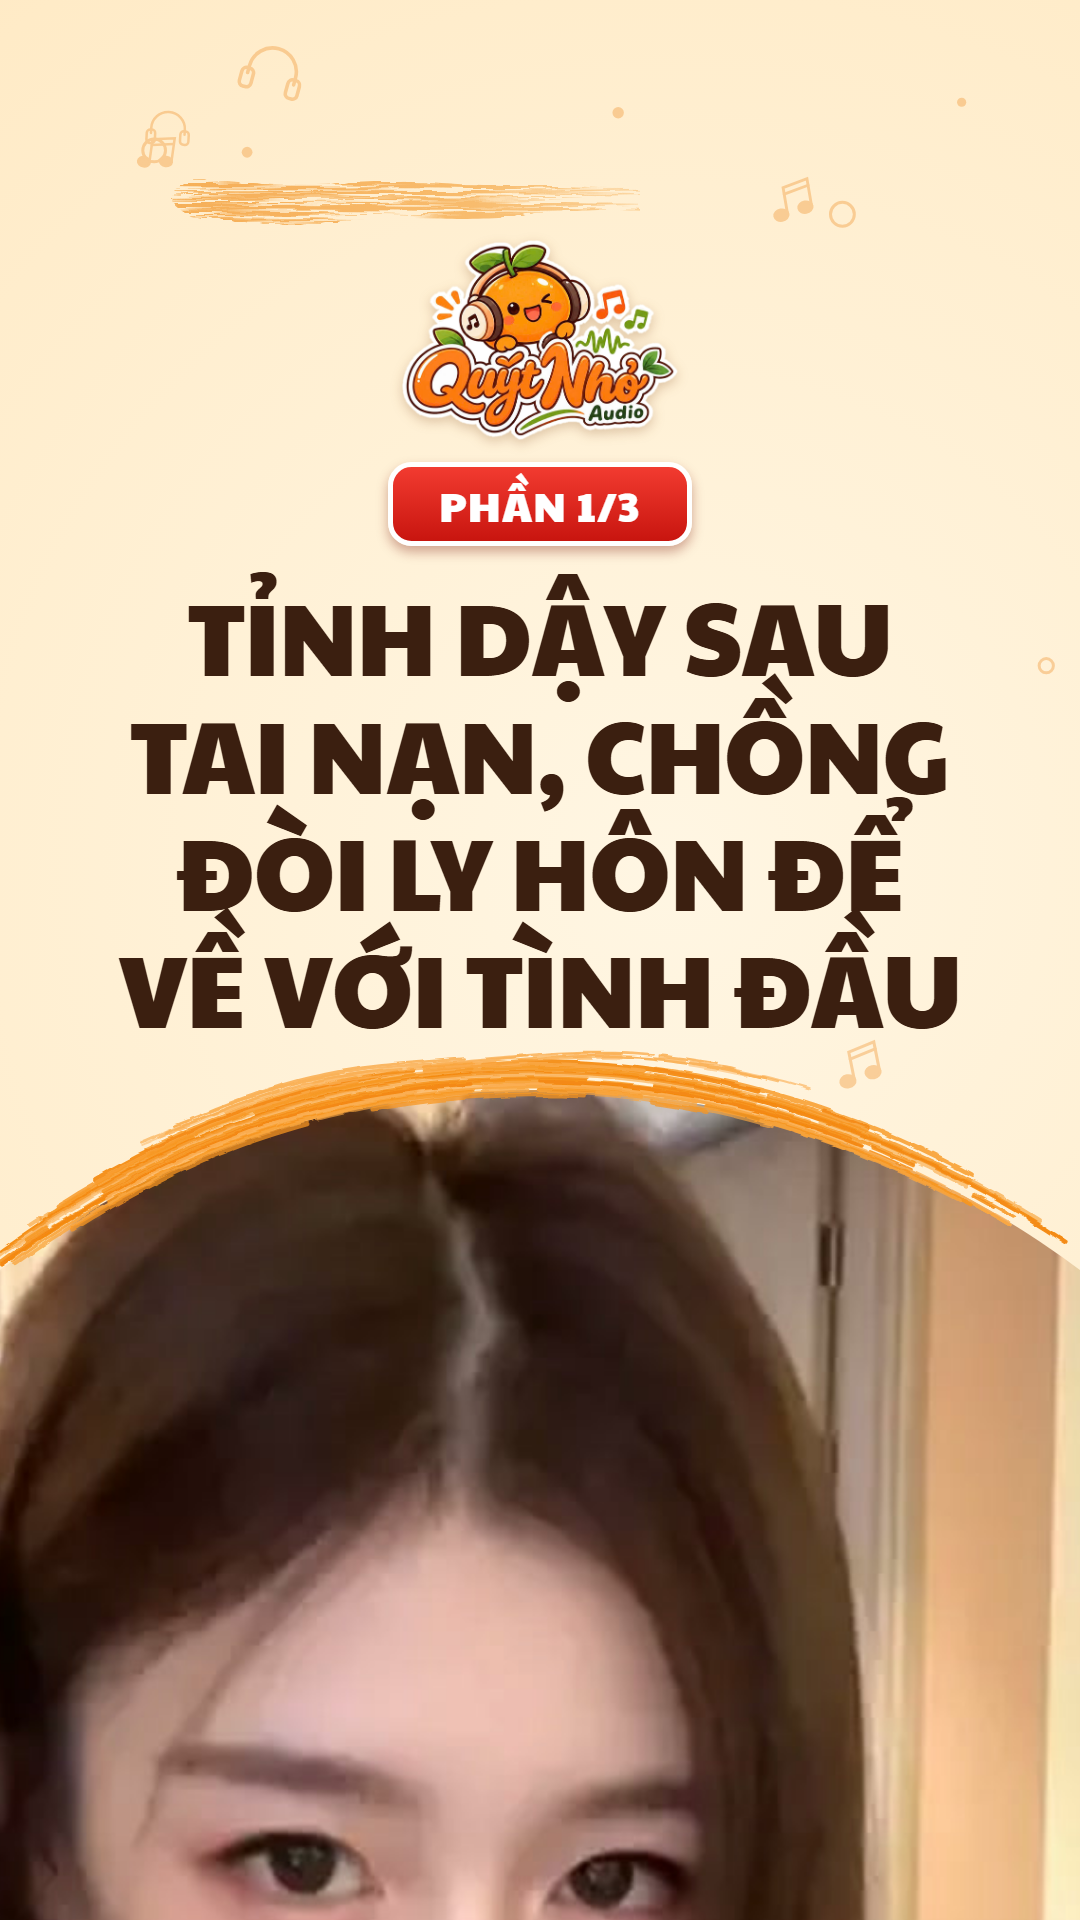 Quýt Nhỏ
Audio
PHẦN 1/3
TỈNH DẬY SAU
TAI NẠN, CHỒNG
ĐÒI LY HÔN ĐỂ
VỀ VỚI TÌNH ĐẦU